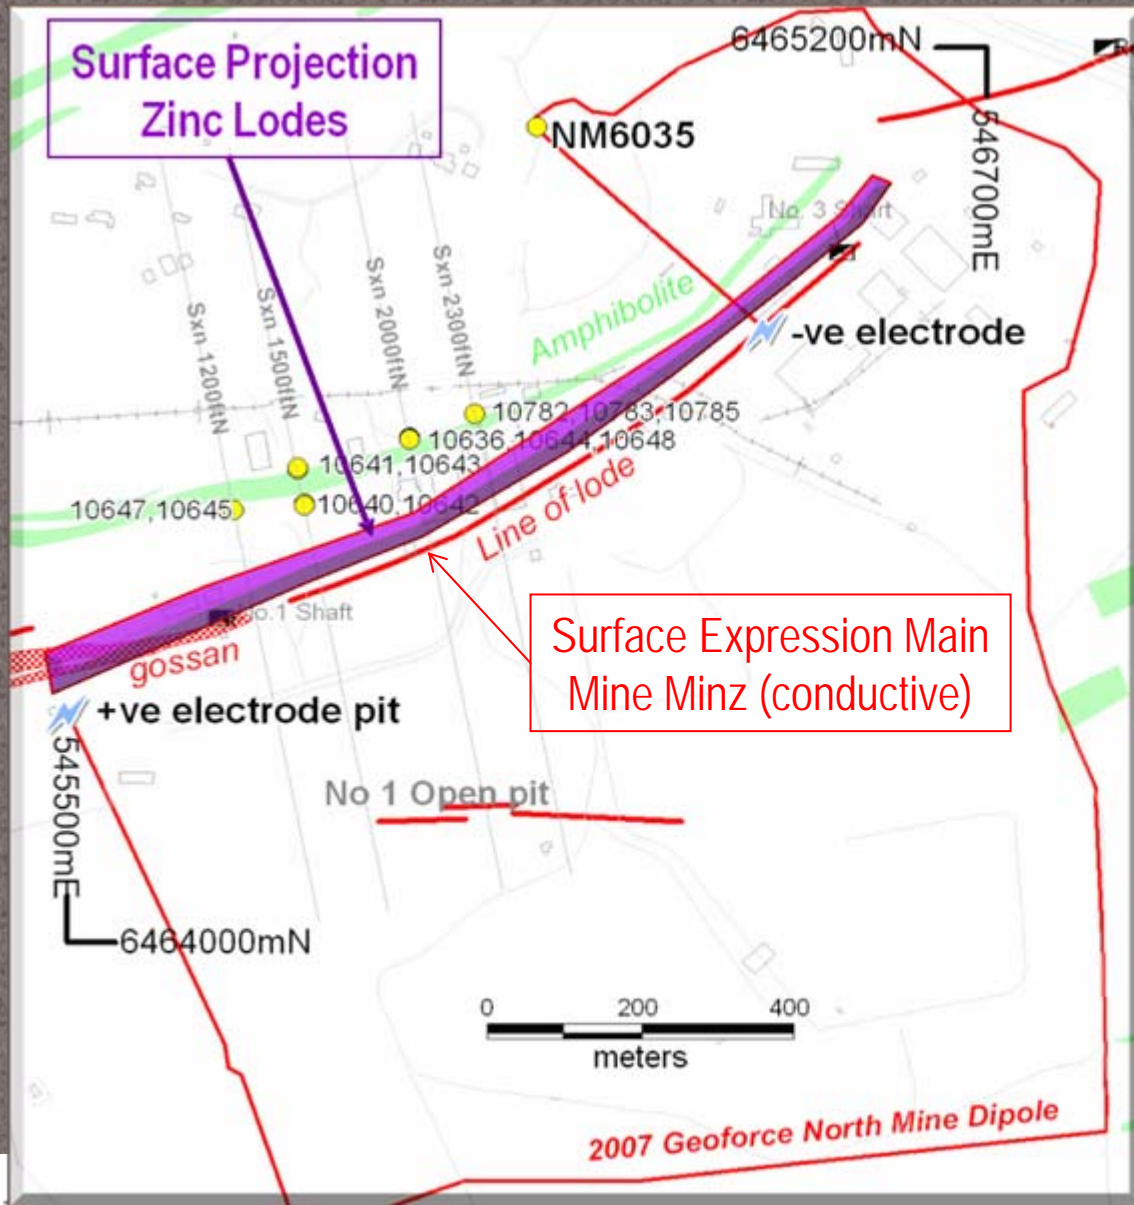 Surface Projection
Zinc Lodes
6465200mN
546700mE
NM6035
No. 3 Shaft
-ve electrode
Amphibolite
Sxn 1200ftN
Sxn 1500ftN
Sxn 2000ftN
Sxn 2300ftN
10782,10783,10785
10636,10644,10648
10641,10643
10640,10642
10647,10645
Line of lode
No.1 Shaft
gossan
Surface Expression Main
Mine Minz (conductive)
+ve electrode pit
545500mE
6464000mN
No 1 Open pit
0 200 400
meters
2007 Geoforce North Mine Dipole